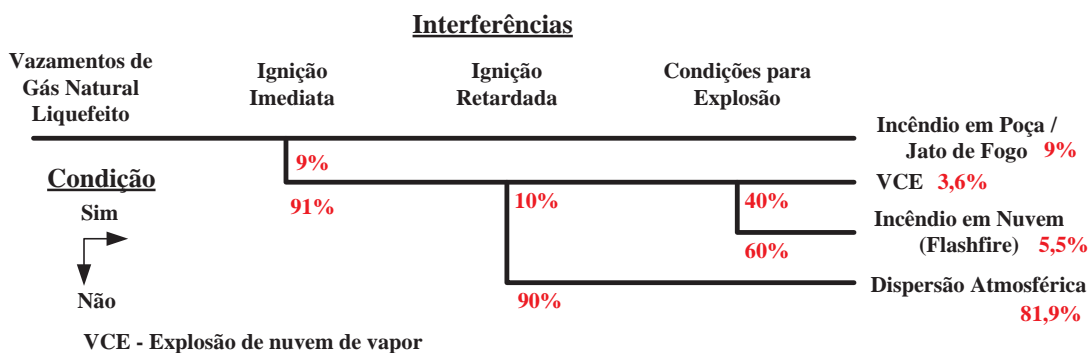 Interferências
Vazamentos de
Gás Natural
Liquefeito
Ignição
Imediata
Ignição
Retardada
Condições para
Explosão
Incêndio em Poça /
Jato de Fogo 9%
9%
Condição
91%
10%
40%
VCE 3,6%
Sim
Incêndio em Nuvem
(Flashfire) 5,5%
60%
Não
90%
Dispersão Atmosférica
81,9%
VCE - Explosão de nuvem de vapor